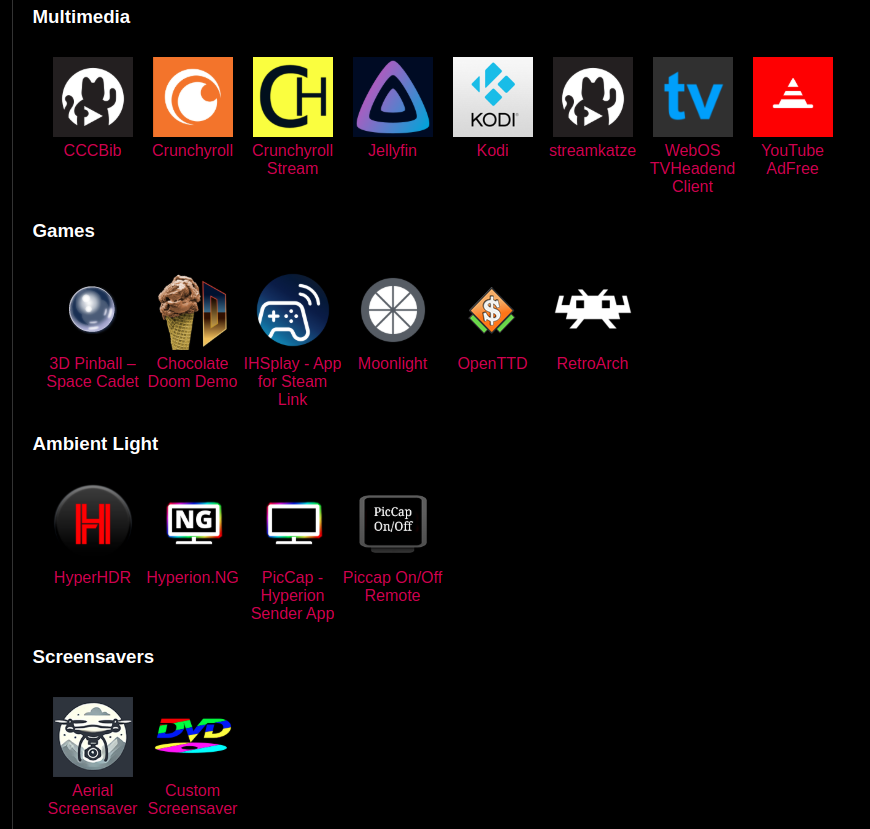 Multimedia
CH
KODI
tv
CCCBib Crunchyroll Crunchyroll Jellyfin Kodi streamkatze WebOS YouTube
Stream TVHeadend AdFree
Client
Games
D
$
3D Pinball – Chocolate IHSplay - App Moonlight OpenTTD RetroArch
Space Cadet Doom Demo for Steam
Link
Ambient Light
H
NG
PicCap
On/Off
HyperHDR Hyperion.NG PicCap - Piccap On/Off
Hyperion Remote
Sender App
Screensavers
DVD
Aerial Custom
Screensaver Screensaver